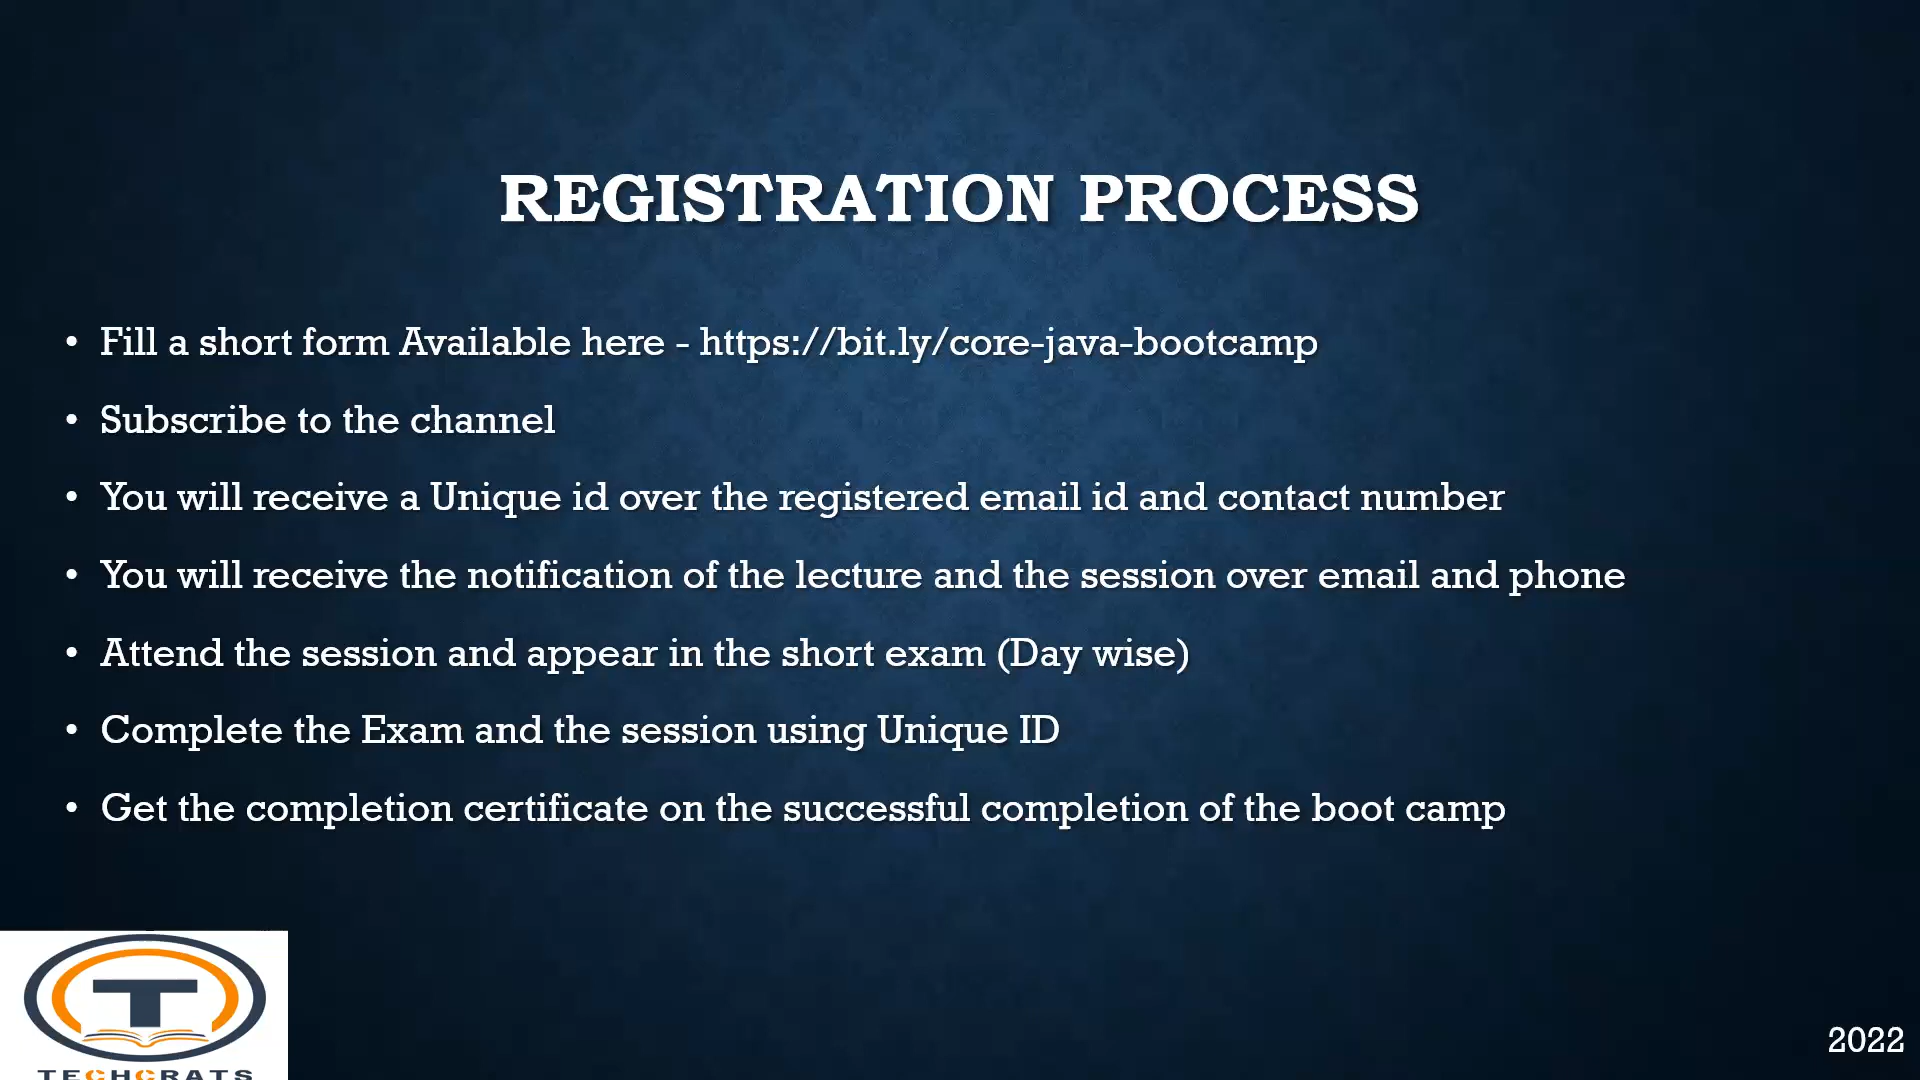 REGISTRATION PROCESS
• Fill a short form Available here - https://bit.ly/core-java-bootcamp
• Subscribe to the channel
• You will receive a Unique id over the registered email id and contact number
• You will receive the notification of the lecture and the session over email and phone
• Attend the session and appear in the short exam (Day wise)
• Complete the Exam and the session using Unique ID
• Get the completion certificate on the successful completion of the boot camp
T
TECHCRATS
2022